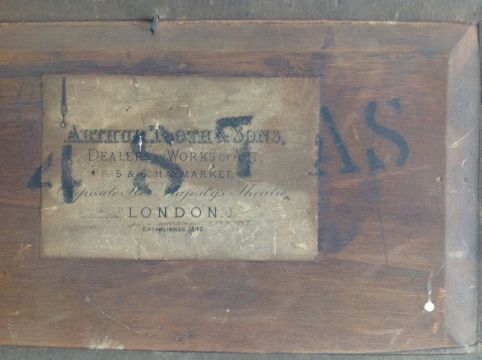 ARTHUR TOOTH & SONS,
DEALERS IN WORKS OF ART,
5 & 6, HAYMARKET,
Opposite Her Majesty's Theatre,
LONDON.
ESTABLISHED 1842
AS